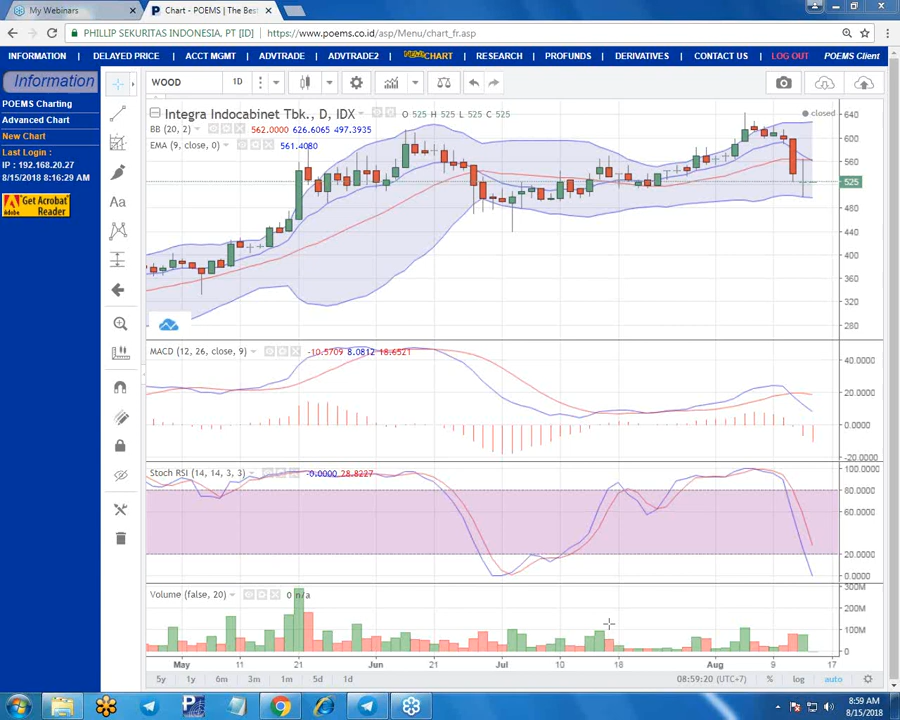 My Webinars
Chart - POEMS | The Bes
PHILLIP SEKURITAS INDONESIA. PT [ID]
https://www.poems.co.id/asp/Menu/chart_fr.asp
INFORMATION | DELAYED PRICE | ACCT MGMT | ADVTRADE | ADVTRADE2 | NEW CHART | RESEARCH | PROFUNDS | DERIVATIVES | CONTACT US | LOG OUT POEMS Client
Information
POEMS Charting
Advanced Chart
New Chart
Last Login :
IP : 192.168.20.27
8/15/2018 8:16:29 AM
Get Acrobat
Reader
Adobe
WOOD 1D
Aa
Integra Indocabinet Tbk., D, IDX
O 525 H 525 L 525 C 525
closed
BB (20, 2) 562.0000 626.6065 497.3935
EMA (9, close, 0) 561.4080
640
600
560
525
480
440
400
360
320
280
MACD (12, 26, close, 9) -10.5709 8.0812 18.6521
40.0000
20.0000
0.0000
-20.0000
Stoch RSI (14, 14, 3, 3) -0.0000 28.8227
100.0000
80.0000
60.0000
20.0000
0.0000
Volume (false, 20) 0 n/a
300M
200M
100M
0
May 11 21 Jun 21 Jul 10 18 Aug 9 17
5y 1y 6m 3m 1m 5d 1d
08:59:20 (UTC+7) % log auto
8:59 AM
8/15/2018